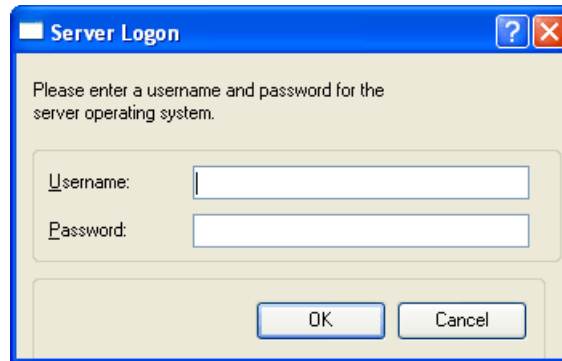 Server Logon
?
Please enter a username and password for the
server operating system.
Username:
Password:
OK
Cancel